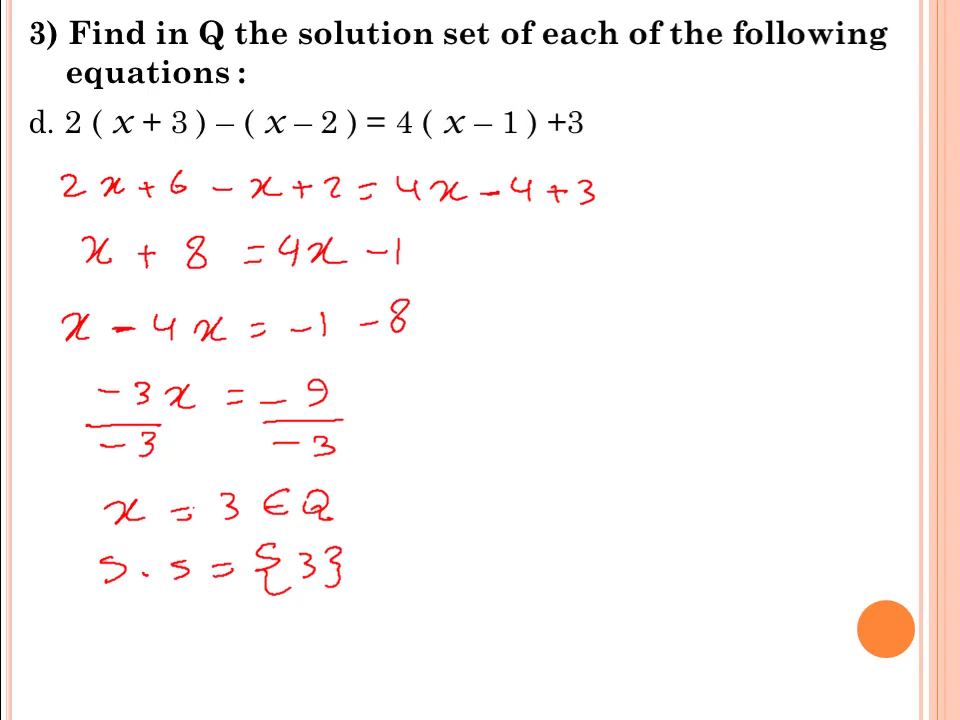 3) Find in Q the solution set of each of the following
equations :
d. 2 ( x + 3 ) – ( x – 2 ) = 4 ( x – 1 ) +3
2x + 6 - x + 2 = 4x - 4 + 3
x + 8 = 4x - 1
x - 4x = -1 - 8
-3x = -9
-3 -3
x = 3 ∈ Q
S.S = {3}